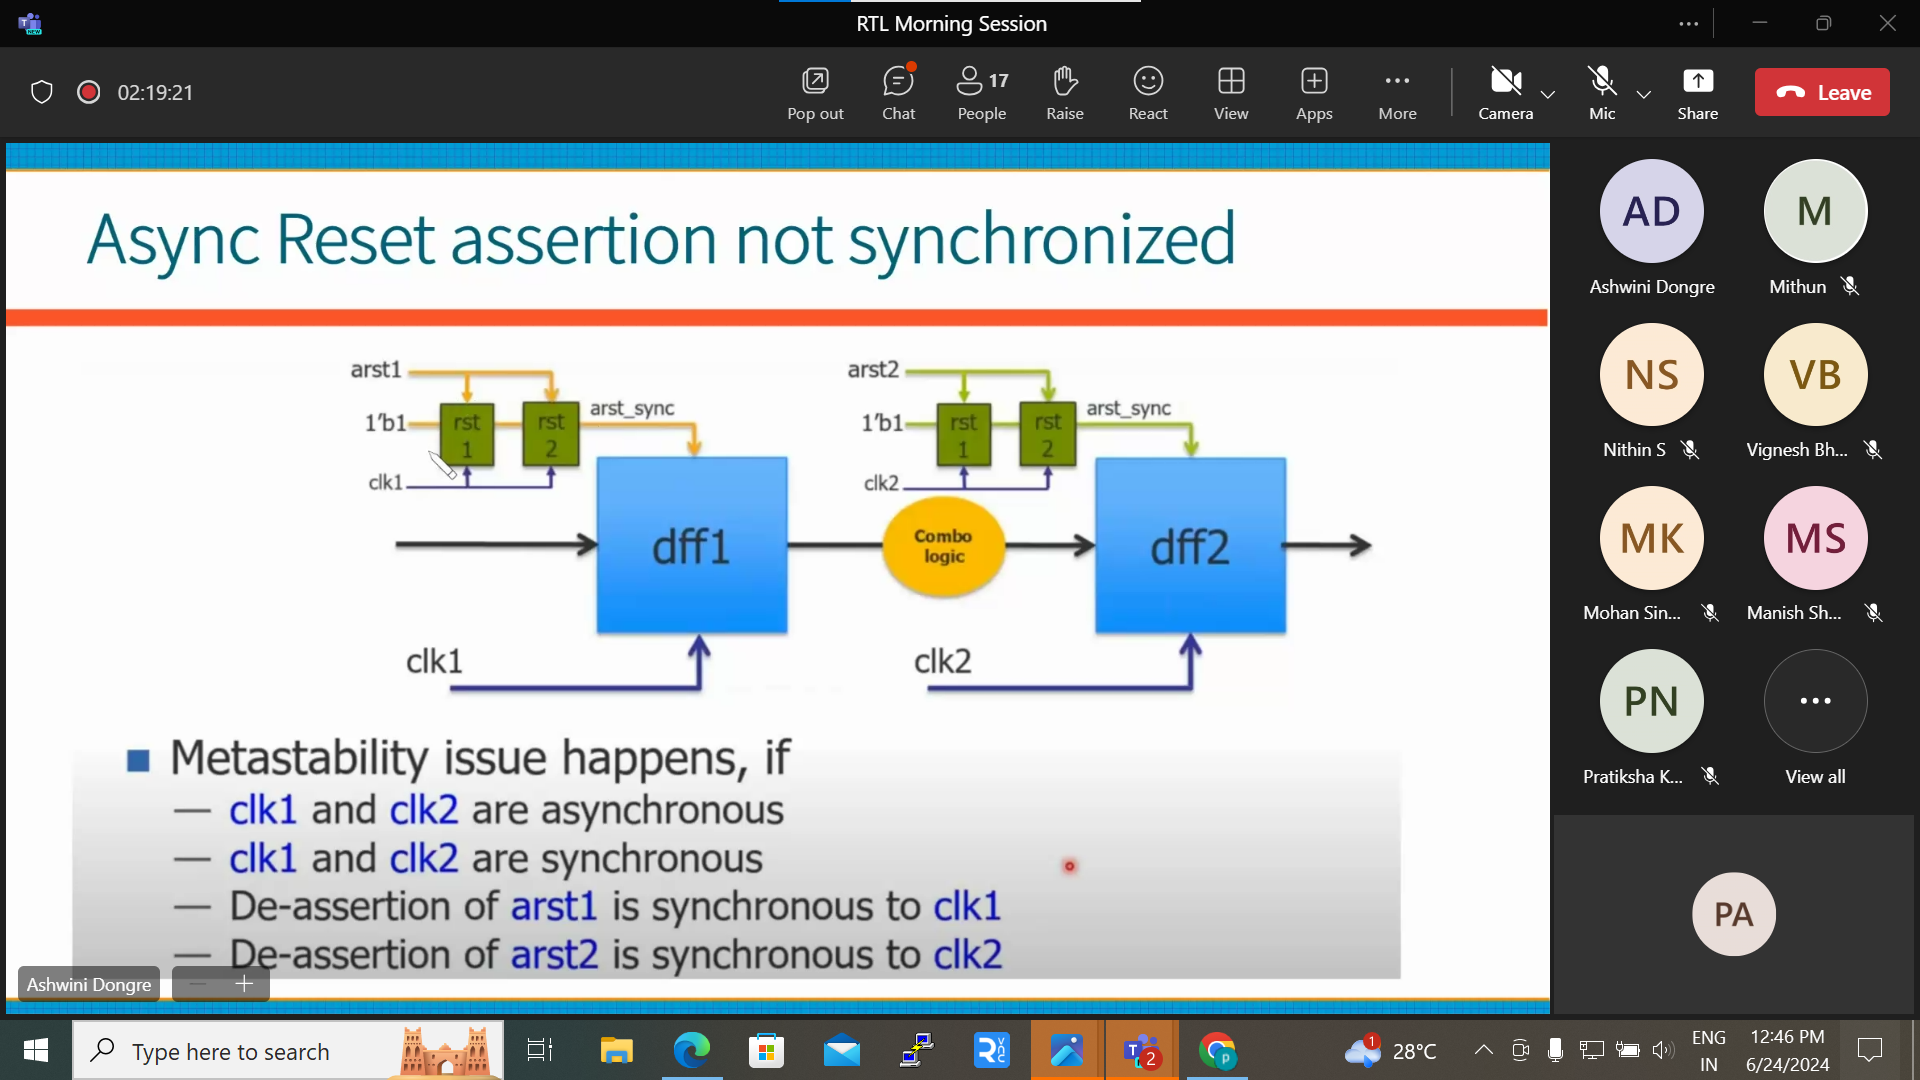 RTL Morning Session
02:19:21
Pop out
Chat
17
People
Raise
React
View
Apps
More
Camera
Mic
Share
Leave
Async Reset assertion not synchronized
arst1
1'b1
rst
1
rst
2
arst_sync
clk1
arst2
1'b1
rst
1
rst
2
arst_sync
clk2
dff1
Combo
logic
dff2
clk1
clk2
Metastability issue happens, if
— clk1 and clk2 are asynchronous
— clk1 and clk2 are synchronous
— De-assertion of arst1 is synchronous to clk1
— De-assertion of arst2 is synchronous to clk2
Ashwini Dongre
AD
Ashwini Dongre
M
Mithun
NS
Nithin S
VB
Vignesh Bh...
MK
Mohan Sin...
MS
Manish Sh...
PN
Pratiksha K...
View all
PA
Type here to search
2
1
28°C
ENG
IN
12:46 PM
6/24/2024